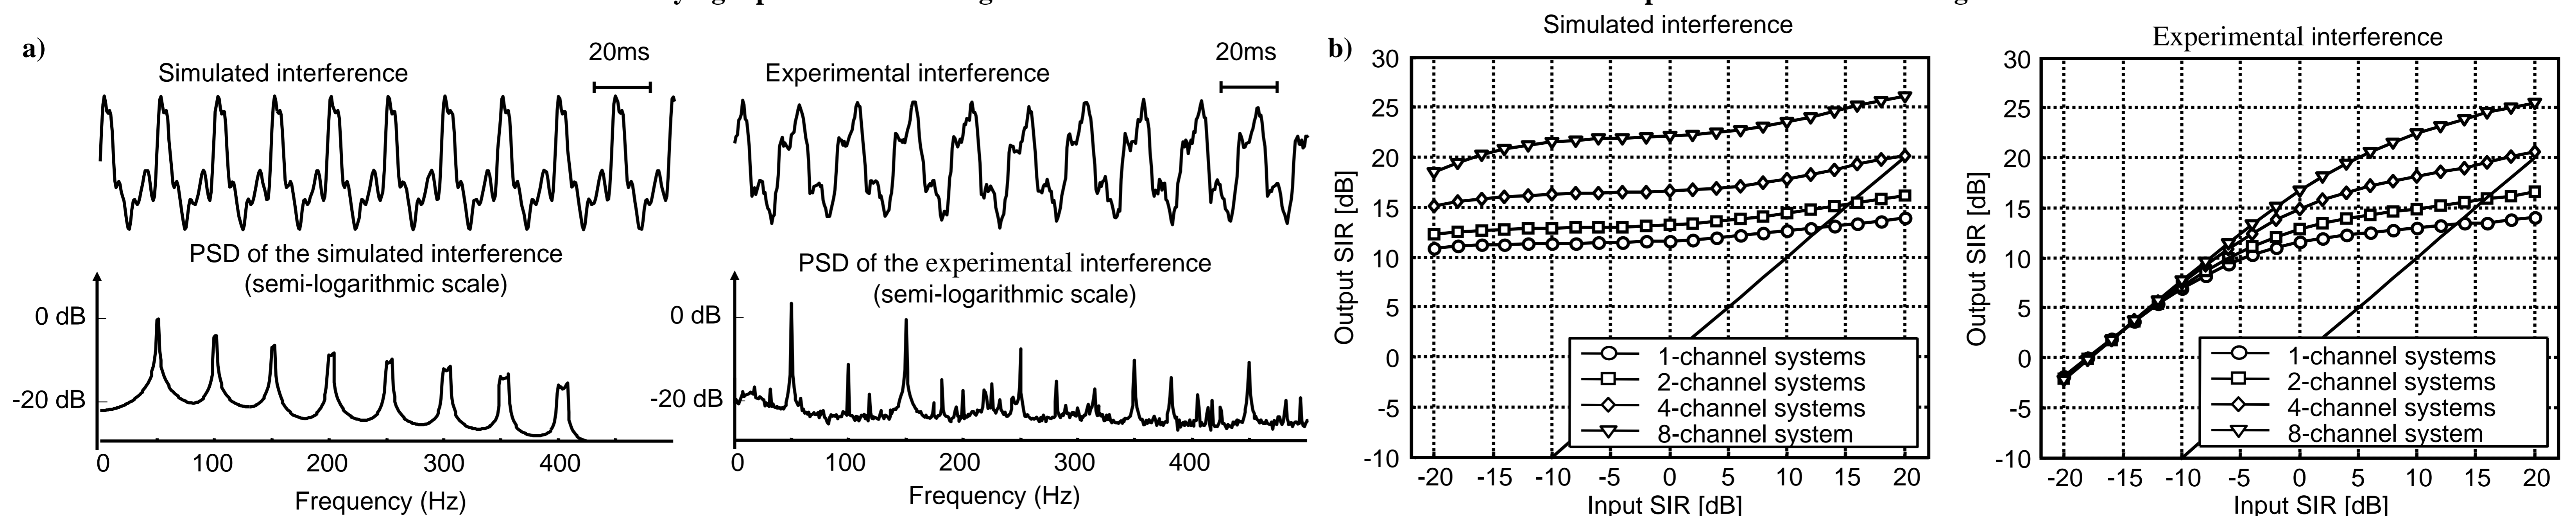 a)
20ms
Simulated interference
PSD of the simulated interference
(semi-logarithmic scale)
0 dB
-20 dB
0 100 200 300 400
Frequency (Hz)
20ms
Experimental interference
PSD of the experimental interference
(semi-logarithmic scale)
0 dB
-20 dB
0 100 200 300 400
Frequency (Hz)
b)
Simulated interference
Output SIR [dB]
30
25
20
15
10
5
0
-5
-10
1-channel systems
2-channel systems
4-channel systems
8-channel system
-20 -15 -10 -5 0 5 10 15 20
Input SIR [dB]
Experimental interference
Output SIR [dB]
30
25
20
15
10
5
0
-5
-10
1-channel systems
2-channel systems
4-channel systems
8-channel system
-20 -15 -10 -5 0 5 10 15 20
Input SIR [dB]